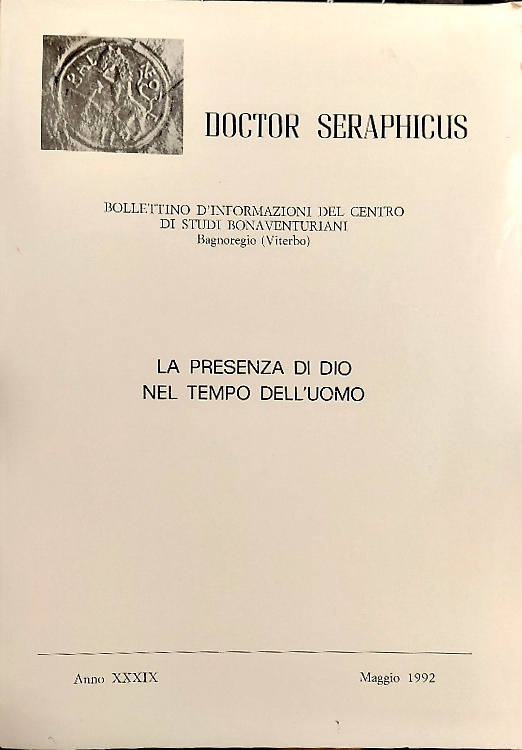 DOCTOR SERAPHICUS
BOLLETTINO D'INFORMAZIONI DEL CENTRO
DI STUDI BONAVENTURIANI
Bagnoregio (Viterbo)
LA PRESENZA DI DIO
NEL TEMPO DELL'UOMO
Anno XXXIX
Maggio 1992